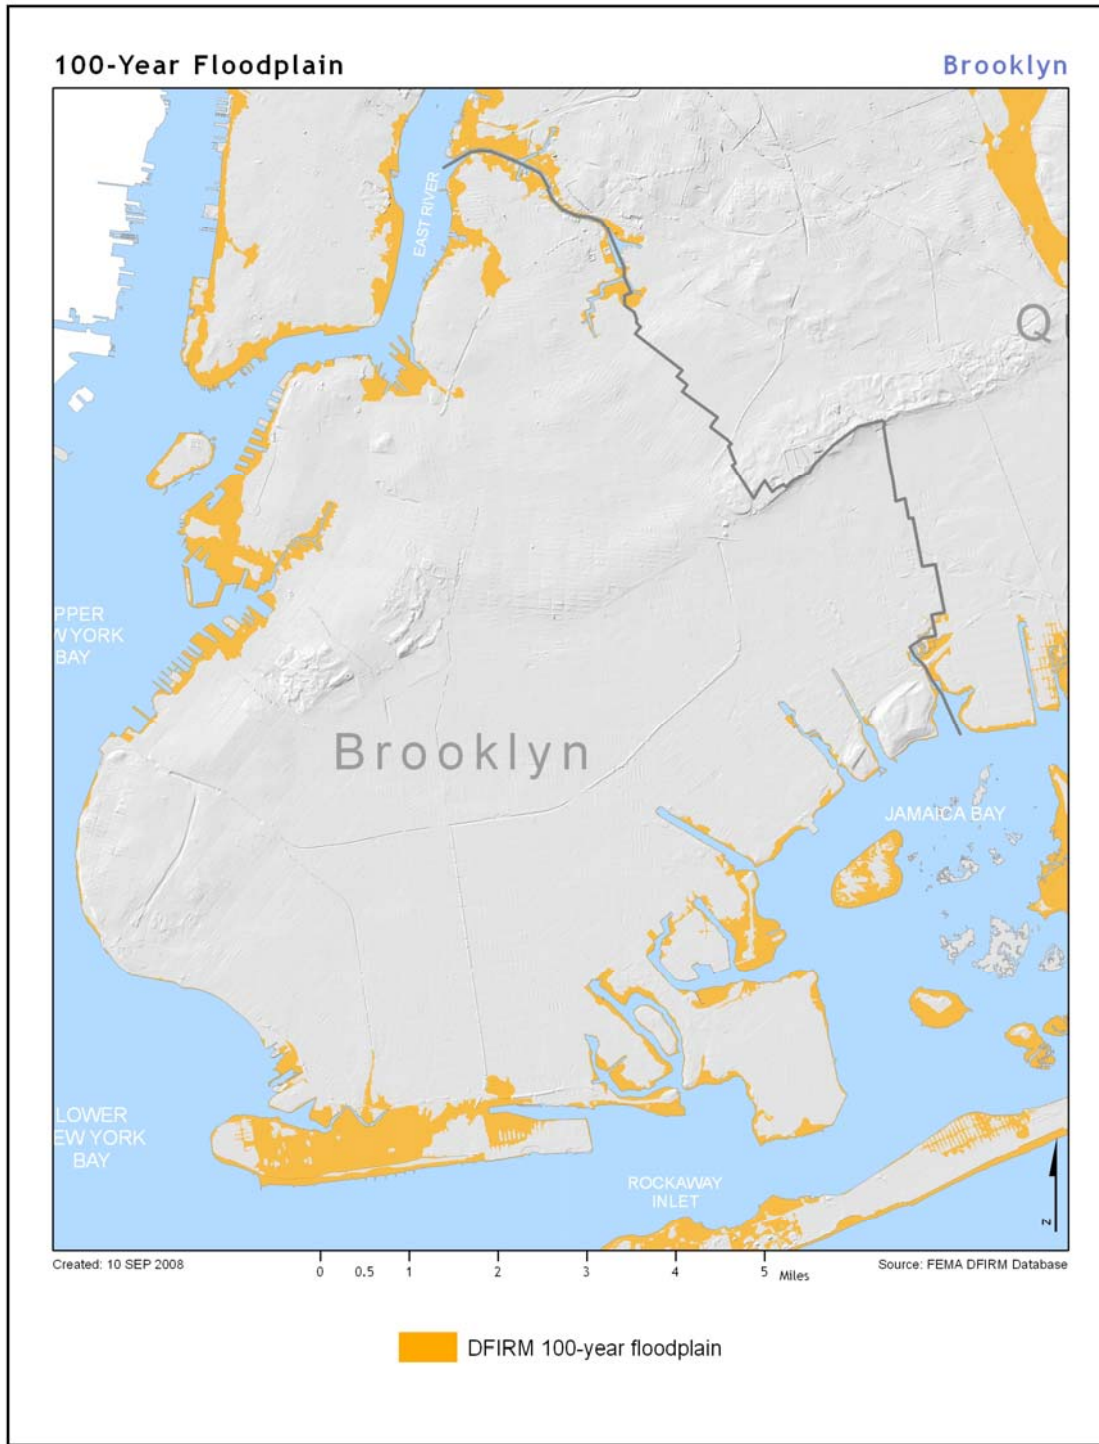 100-Year Floodplain
Brooklyn
EAST RIVER
Q
PPER
W YORK
BAY
Brooklyn
JAMAICA BAY
LOWER
EW YORK
BAY
ROCKAWAY
INLET
N
Created: 10 SEP 2008
0 0.5 1 2 3 4 5 Miles
Source: FEMA DFIRM Database
DFIRM 100-year floodplain